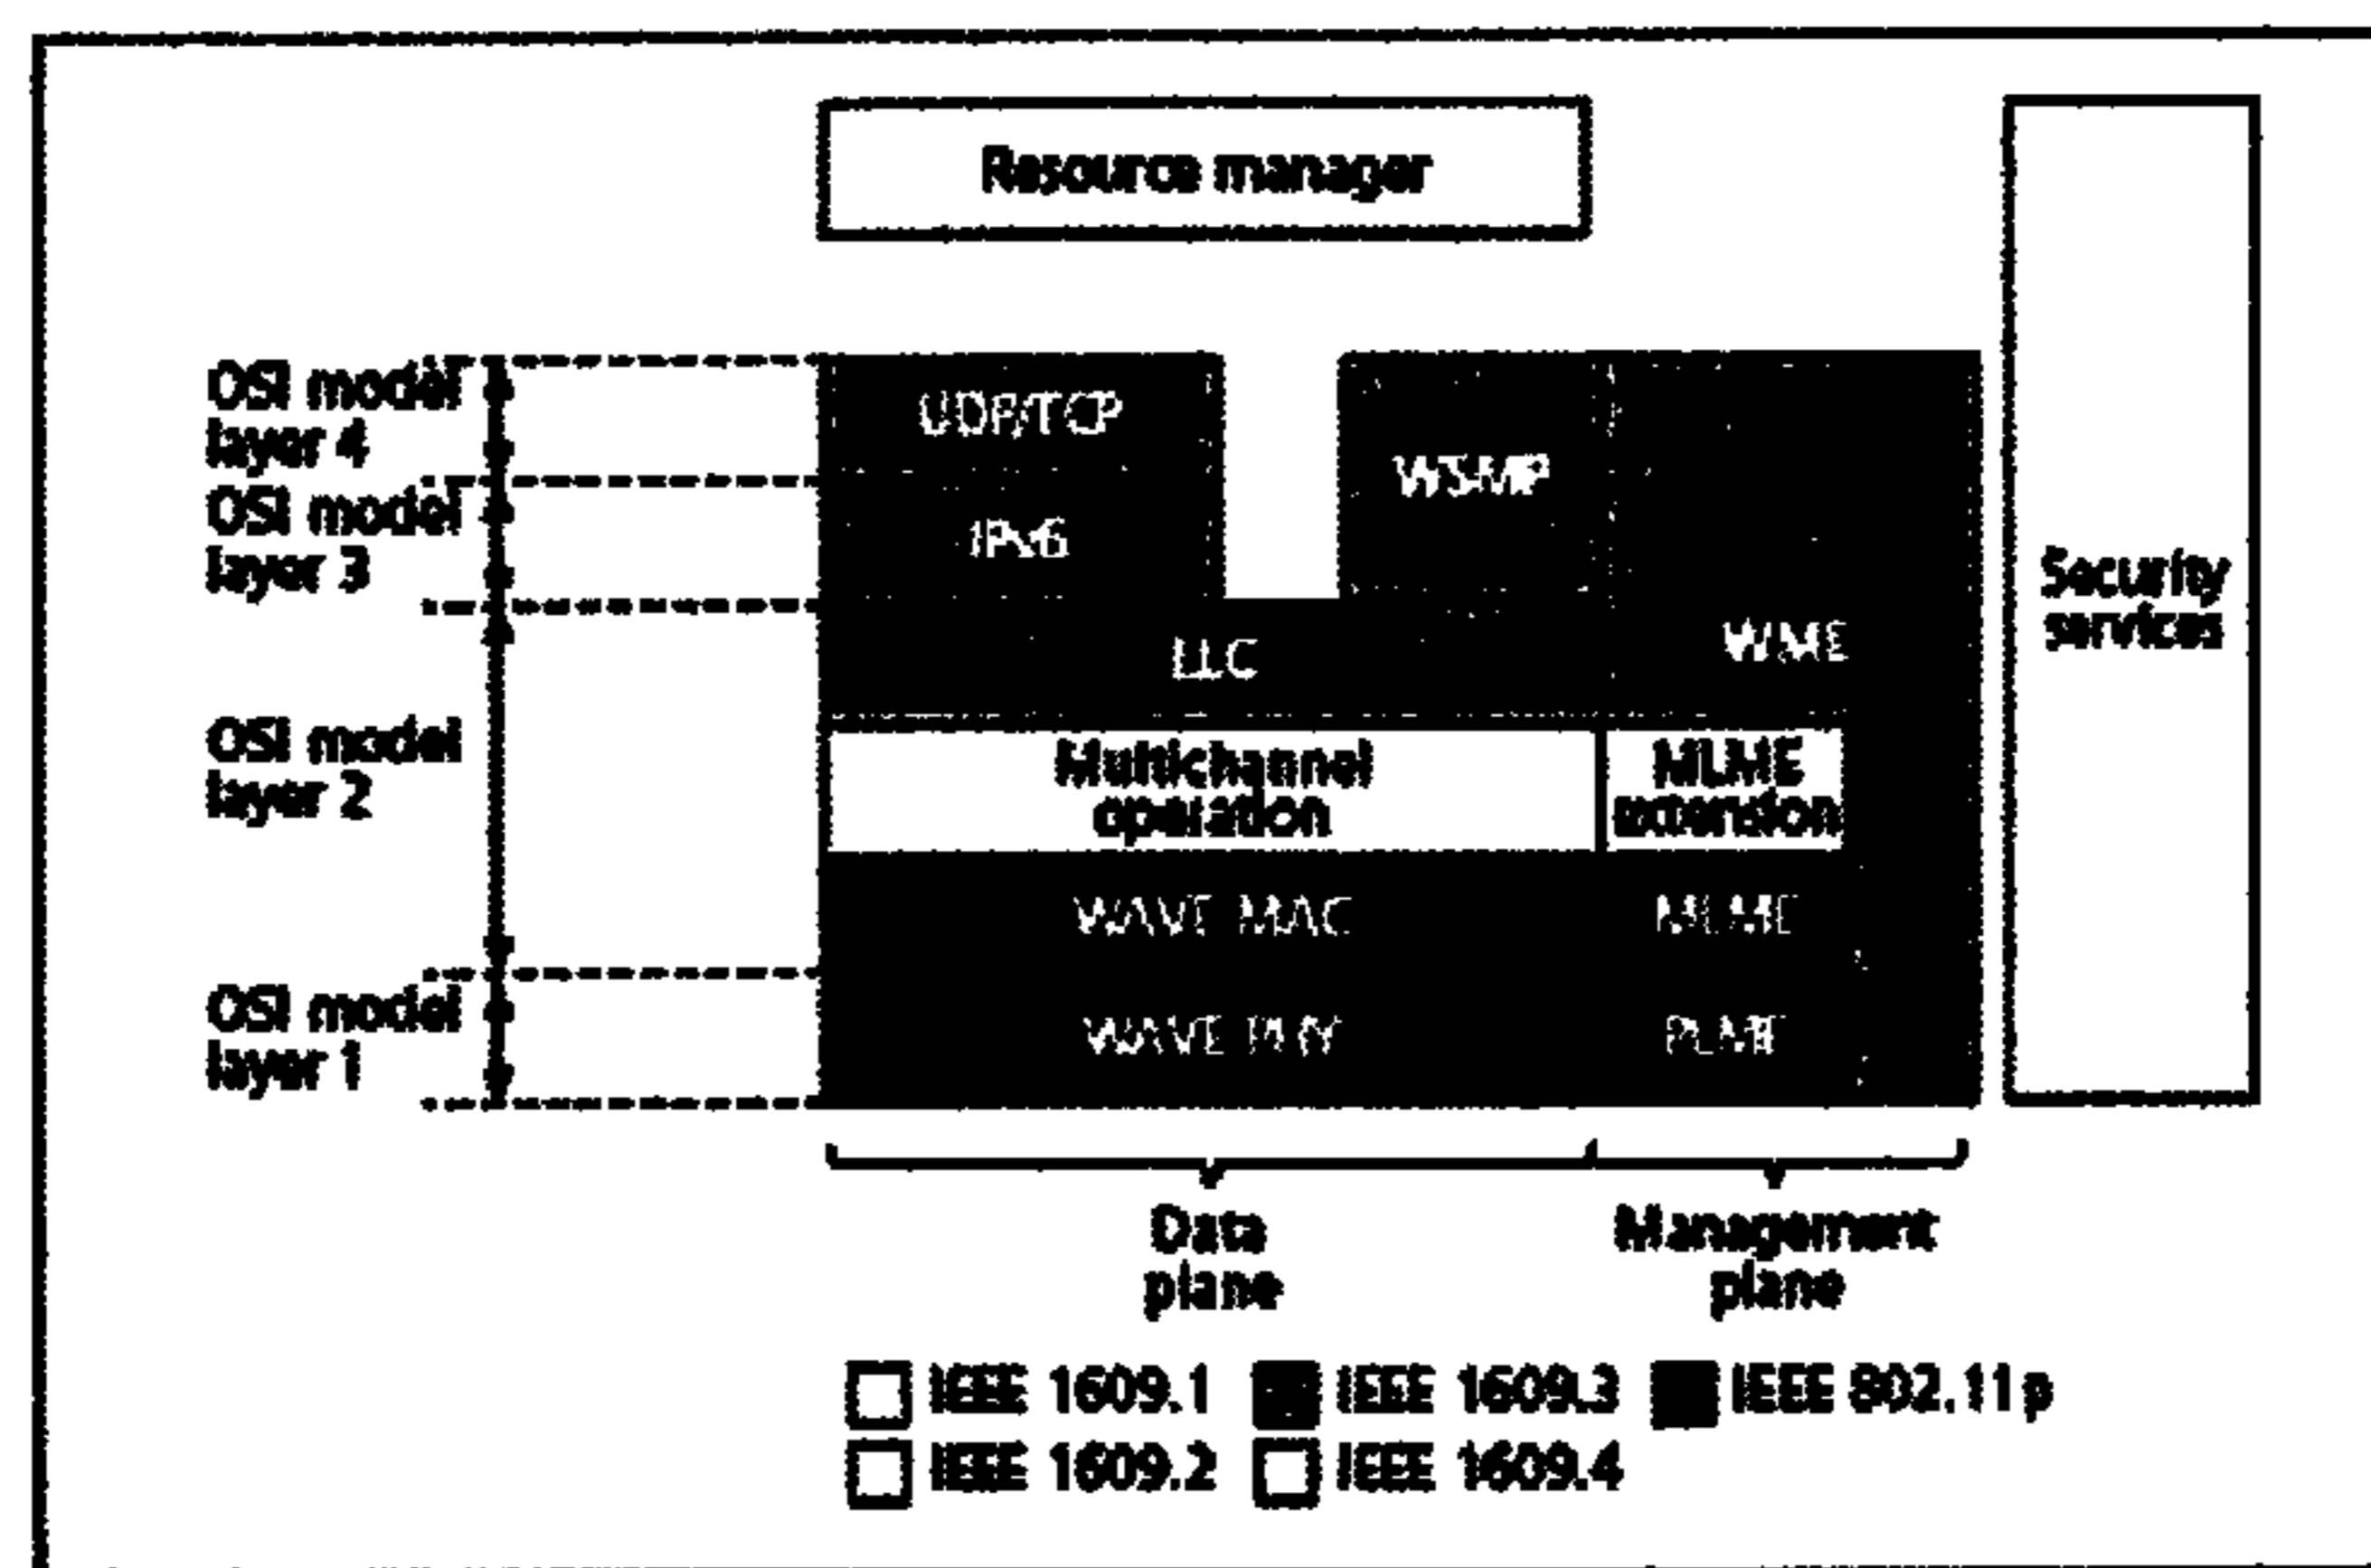 Resource manager
OSI model
layer 4
UDP/TCP
WSMP
OSI model
layer 3
IPv6
Security
services
LLC
WME
OSI model
layer 2
Multichannel
operation
MLME
extension
WAVE MAC
MLME
OSI model
layer 1
WAVE PHY
PLME
Data
plane
Management
plane
IEEE 1609.1
IEEE 1609.3
IEEE 802.11p
IEEE 1609.2
IEEE 1609.4